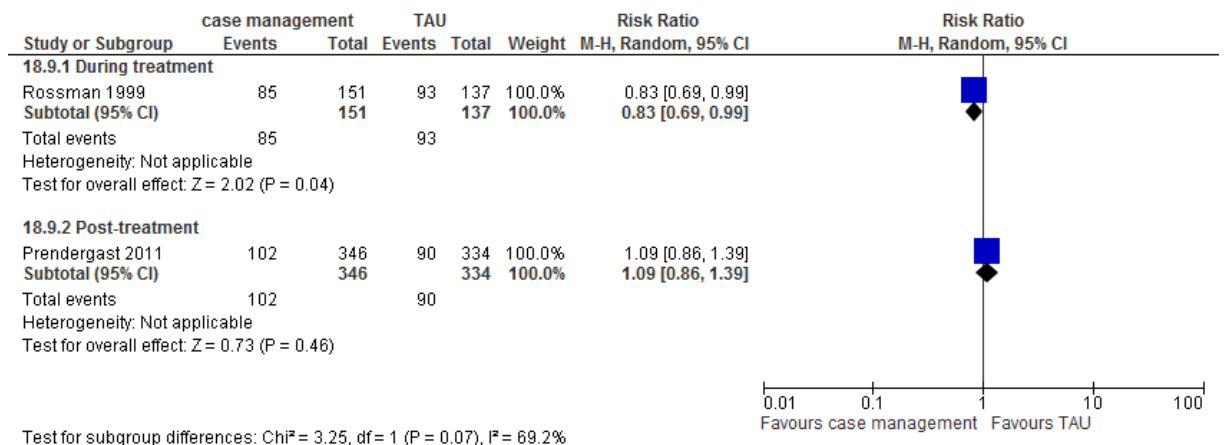 case management TAU Risk Ratio Risk Ratio
Study or Subgroup Events Total Events Total Weight M-H, Random, 95% CI M-H, Random, 95% CI
18.9.1 During treatment
Rossman 1999 85 151 93 137 100.0% 0.83 [0.69, 0.99]
Subtotal (95% CI) 151 137 100.0% 0.83 [0.69, 0.99]
Total events 85 93
Heterogeneity: Not applicable
Test for overall effect: Z = 2.02 (P = 0.04)
18.9.2 Post-treatment
Prendergast 2011 102 346 90 334 100.0% 1.09 [0.86, 1.39]
Subtotal (95% CI) 346 334 100.0% 1.09 [0.86, 1.39]
Total events 102 90
Heterogeneity: Not applicable
Test for overall effect: Z = 0.73 (P = 0.46)
0.01 0.1 1 10 100
Favours case management Favours TAU
Test for subgroup differences: Chi² = 3.25, df = 1 (P = 0.07), I² = 69.2%